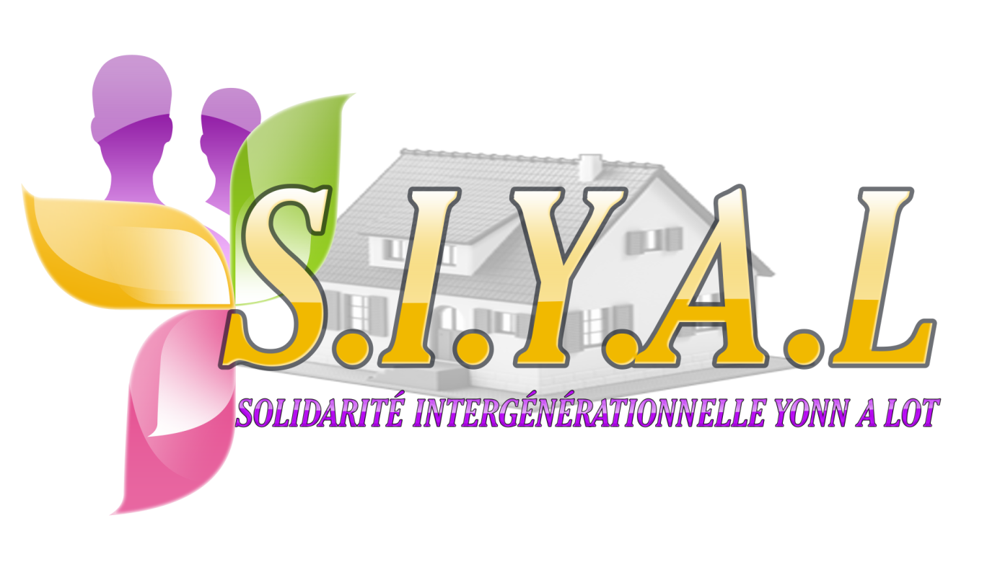 S.I.Y.A.L
SOLIDARITÉ INTERGÉNÉRATIONNELLE YONN A LOT